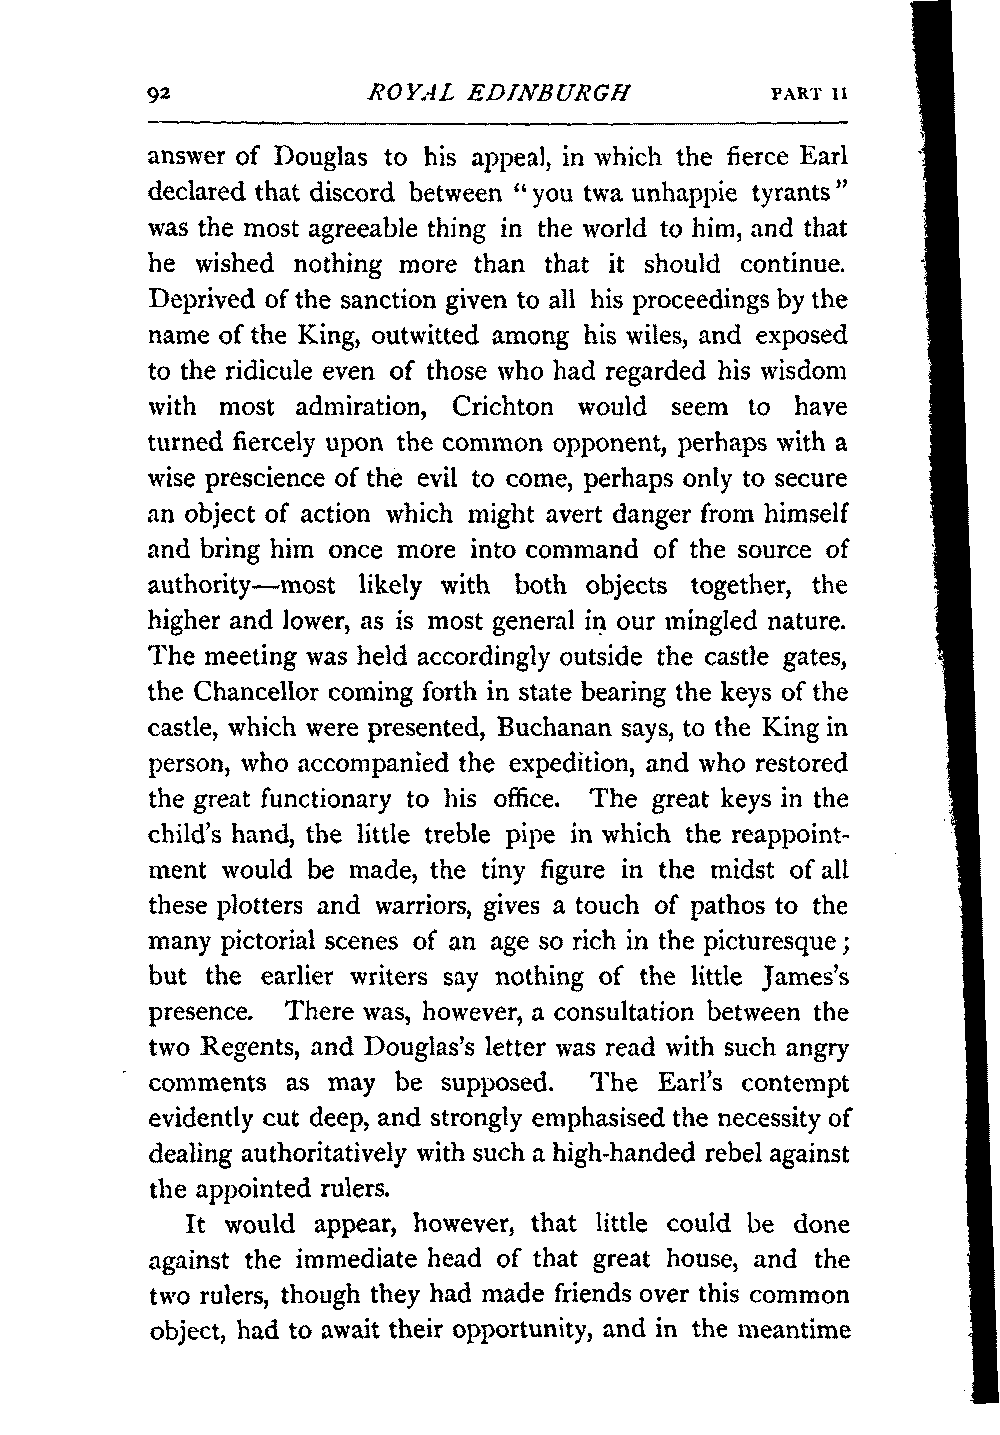 92 ROYAL EDINBURGH PART II
answer of Douglas to his appeal, in which the fierce Earl
declared that discord between “you twa unhappie tyrants”
was the most agreeable thing in the world to him, and that
he wished nothing more than that it should continue.
Deprived of the sanction given to all his proceedings by the
name of the King, outwitted among his wiles, and exposed
to the ridicule even of those who had regarded his wisdom
with most admiration, Crichton would seem to have
turned fiercely upon the common opponent, perhaps with a
wise prescience of the evil to come, perhaps only to secure
an object of action which might avert danger from himself
and bring him once more into command of the source of
authority—most likely with both objects together, the
higher and lower, as is most general in our mingled nature.
The meeting was held accordingly outside the castle gates,
the Chancellor coming forth in state bearing the keys of the
castle, which were presented, Buchanan says, to the King in
person, who accompanied the expedition, and who restored
the great functionary to his office. The great keys in the
child's hand, the little treble pipe in which the reappoint-
ment would be made, the tiny figure in the midst of all
these plotters and warriors, gives a touch of pathos to the
many pictorial scenes of an age so rich in the picturesque;
but the earlier writers say nothing of the little James's
presence. There was, however, a consultation between the
two Regents, and Douglas's letter was read with such angry
comments as may be supposed. The Earl's contempt
evidently cut deep, and strongly emphasised the necessity of
dealing authoritatively with such a high-handed rebel against
the appointed rulers.
It would appear, however, that little could be done
against the immediate head of that great house, and the
two rulers, though they had made friends over this common
object, had to await their opportunity, and in the meantime